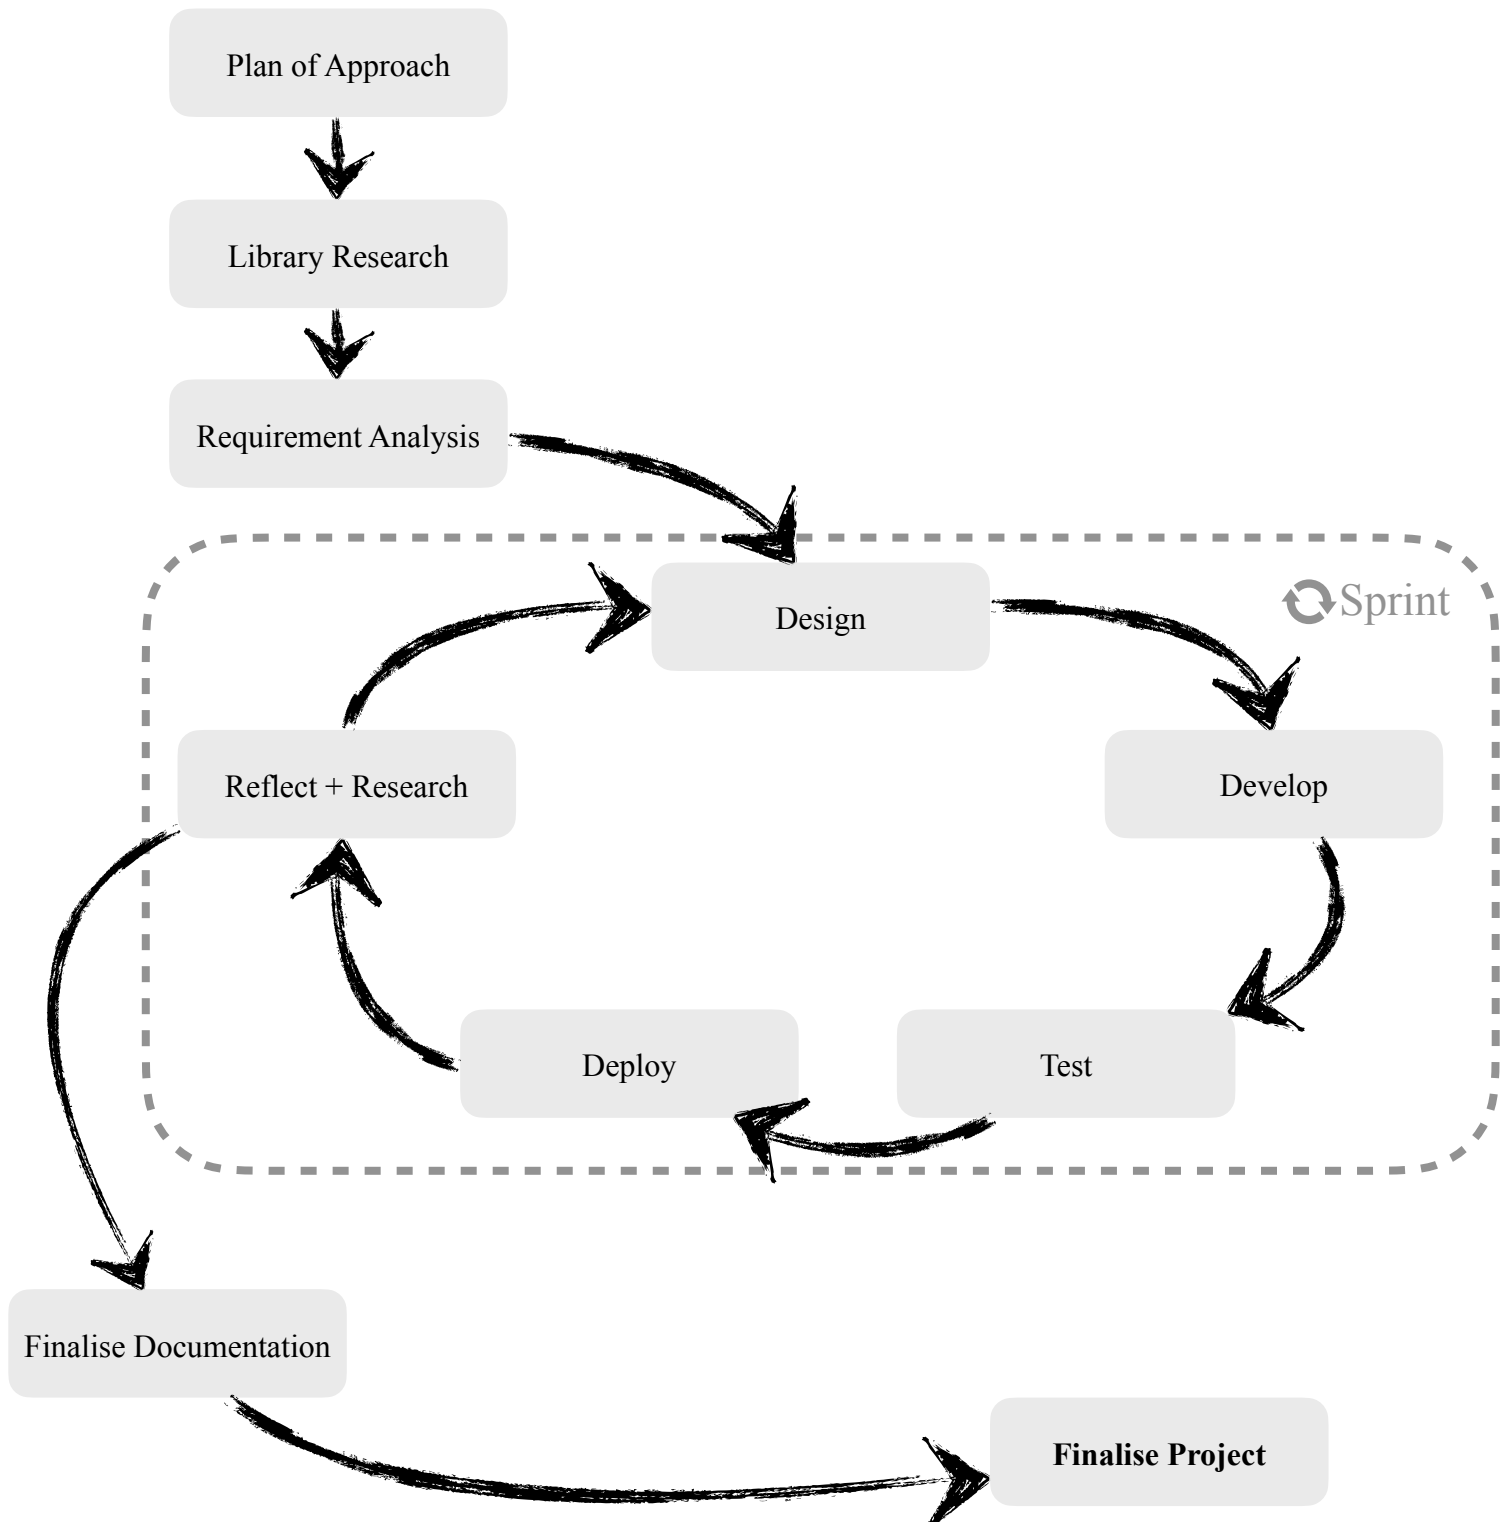 Plan of Approach
Library Research
Requirement Analysis
Sprint
Design
Reflect + Research
Develop
Deploy
Test
Finalise Documentation
Finalise Project